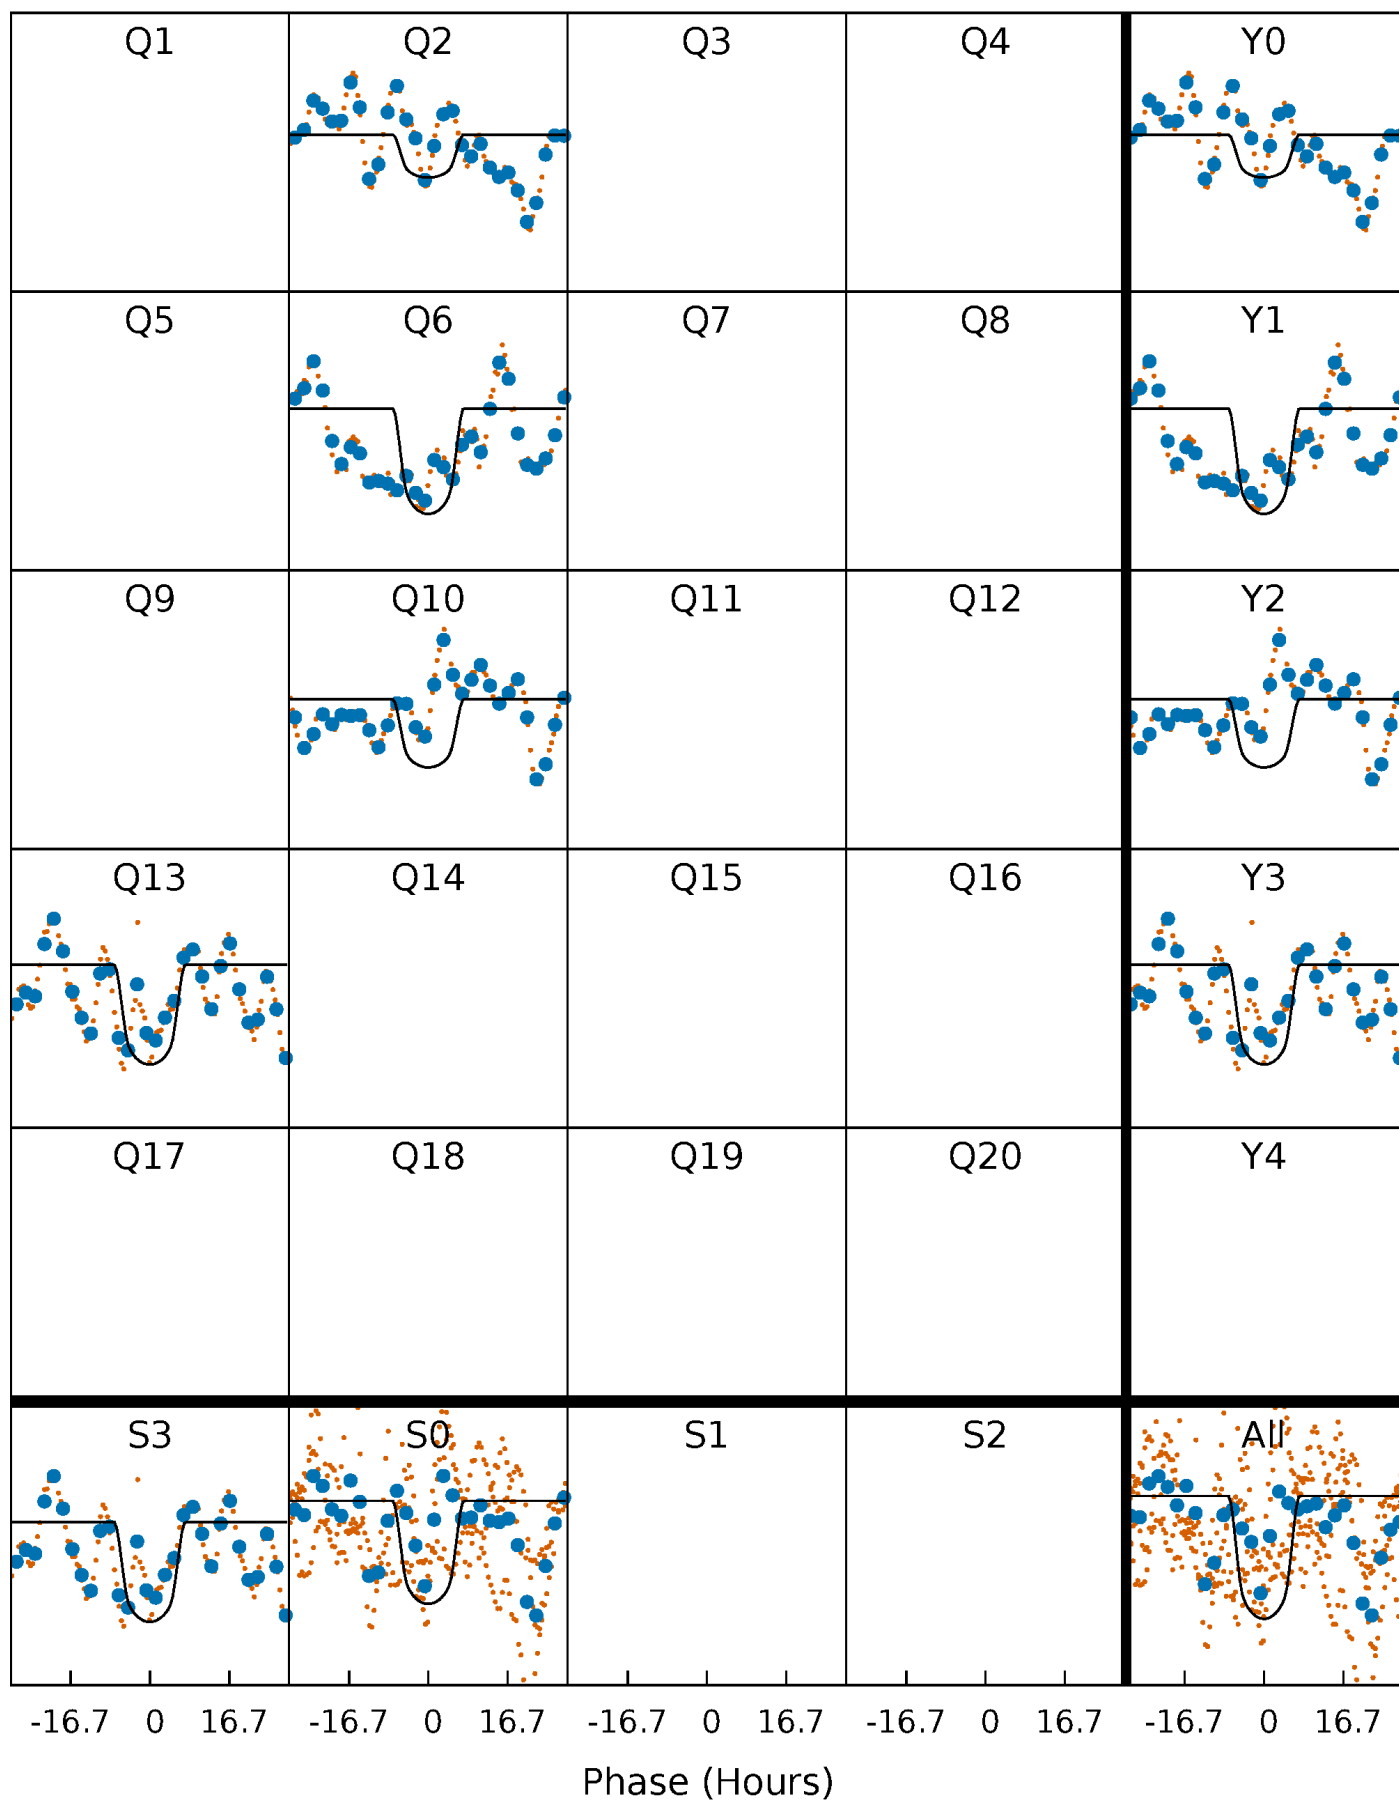 Q1 Q2 Q3 Q4 Y0
Q5 Q6 Q7 Q8 Y1
Q9 Q10 Q11 Q12 Y2
Q13 Q14 Q15 Q16 Y3
Q17 Q18 Q19 Q20 Y4
S3 S0 S1 S2 All
-16.7 0 16.7 -16.7 0 16.7 -16.7 0 16.7 -16.7 0 16.7 -16.7 0 16.7
Phase (Hours)